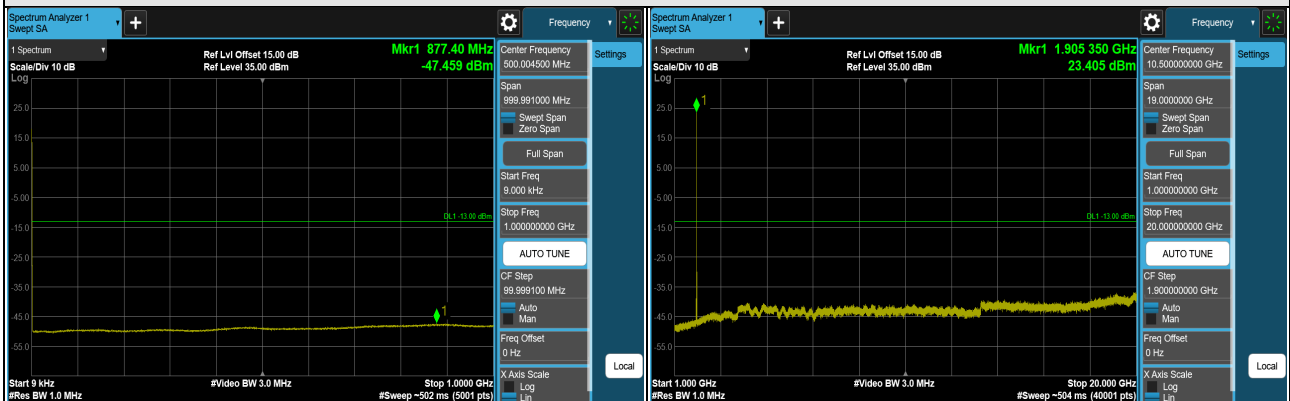 Spectrum Analyzer 1
Swept SA
+
Frequency
1 Spectrum
Scale/Div 10 dB
Log
Ref Lvl Offset 15.00 dB
Ref Level 35.00 dBm
Mkr1 877.40 MHz
-47.459 dBm
25.0
15.0
5.00
-5.00
-15.0
-25.0
-35.0
-45.0
-55.0
DL1 -13.00 dBm
1
Start 9 kHz
#Res BW 1.0 MHz
#Video BW 3.0 MHz
Stop 1.0000 GHz
#Sweep ~502 ms (5001 pts)
Center Frequency
500.004500 MHz
Span
999.991000 MHz
Swept Span
Zero Span
Full Span
Start Freq
9.000 kHz
Stop Freq
1.000000000 GHz
AUTO TUNE
CF Step
99.999100 MHz
Auto
Man
Freq Offset
0 Hz
X Axis Scale
Log
Lin
Settings
Local
Spectrum Analyzer 1
Swept SA
+
Frequency
1 Spectrum
Scale/Div 10 dB
Log
Ref Lvl Offset 15.00 dB
Ref Level 35.00 dBm
Mkr1 1.905 350 GHz
23.405 dBm
25.0
15.0
5.00
-5.00
-15.0
-25.0
-35.0
-45.0
-55.0
DL1 -13.00 dBm
1
Start 1.000 GHz
#Res BW 1.0 MHz
#Video BW 3.0 MHz
Stop 20.000 GHz
#Sweep ~504 ms (40001 pts)
Center Frequency
10.500000000 GHz
Span
19.0000000 GHz
Swept Span
Zero Span
Full Span
Start Freq
1.000000000 GHz
Stop Freq
20.000000000 GHz
AUTO TUNE
CF Step
1.900000000 GHz
Auto
Man
Freq Offset
0 Hz
X Axis Scale
Log
Lin
Settings
Local